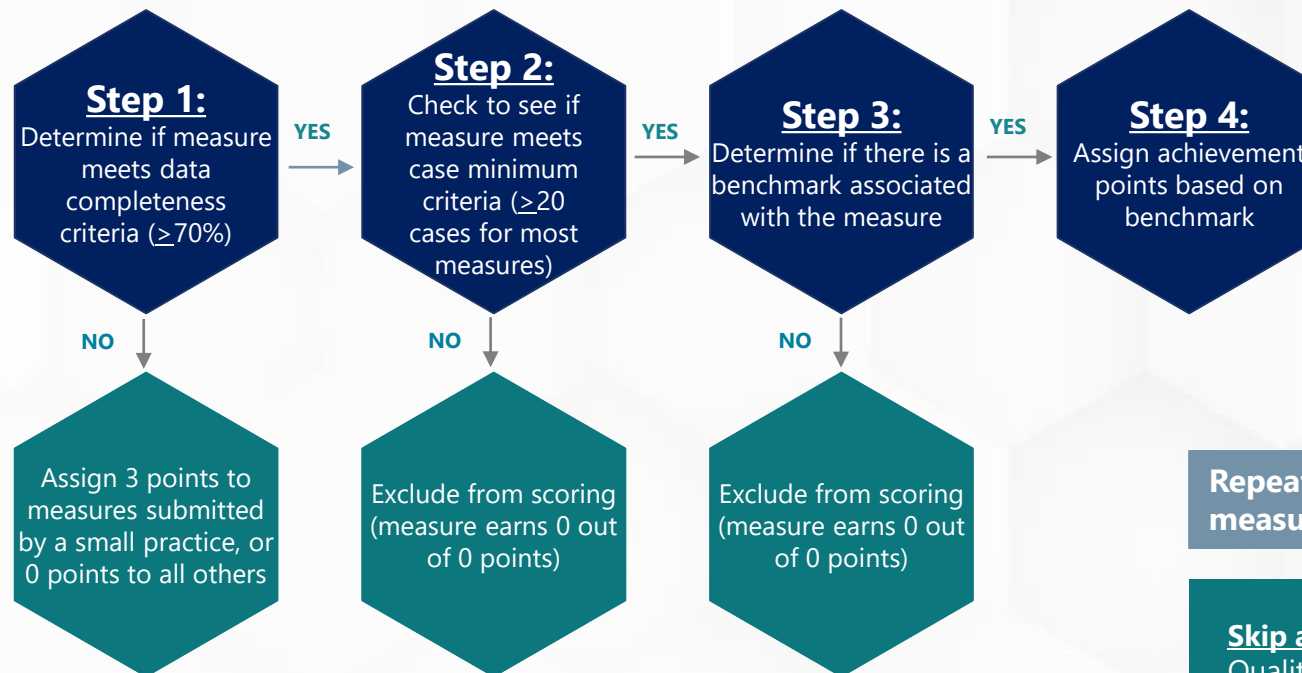 Step 1:
Determine if measure
meets data
completeness
criteria (>70%)
YES
Step 2:
Check to see if
measure meets
case minimum
criteria (>20
cases for most
measures)
YES
Step 3:
Determine if there is a
benchmark associated
with the measure
YES
Step 4:
Assign achievement
points based on
benchmark
NO
NO
NO
Assign 3 points to
measures submitted
by a small practice, or
0 points to all others
Exclude from scoring
(measure earns 0 out
of 0 points)
Exclude from scoring
(measure earns 0 out
of 0 points)
Skip